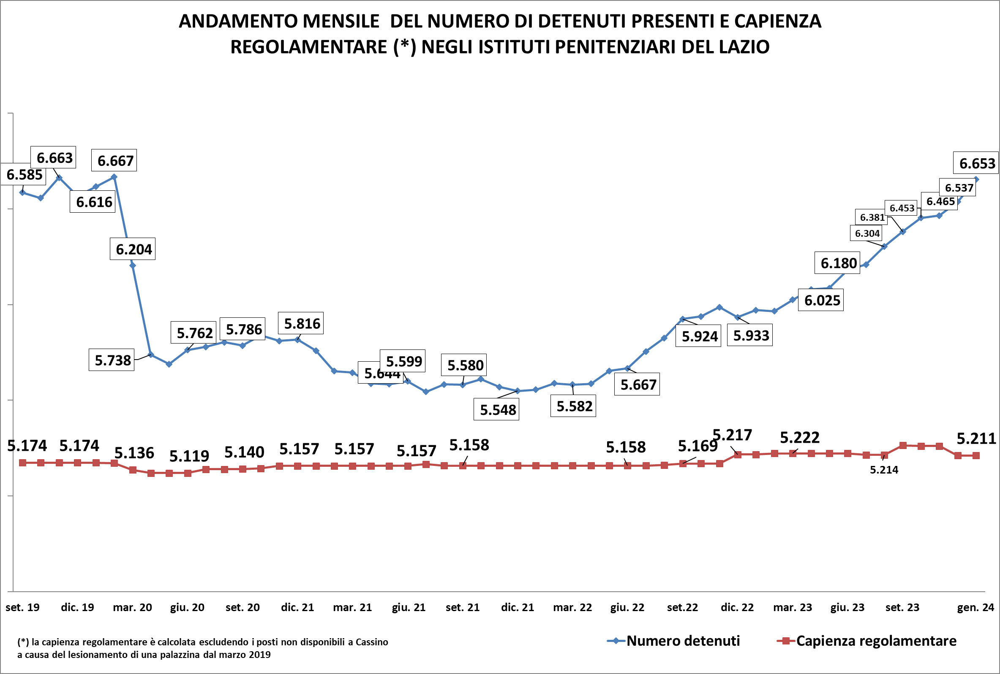 ANDAMENTO MENSILE  DEL NUMERO DI DETENUTI PRESENTI E CAPIENZA
REGOLAMENTARE (*) NEGLI ISTITUTI PENITENZIARI DEL LAZIO
6.585
6.663
6.616
6.667
6.204
5.738
5.762
5.786
5.816
5.644
5.599
5.580
5.548
5.582
5.667
5.924
5.933
6.025
6.180
6.304
6.381
6.453
6.465
6.537
6.653
5.174
5.174
5.136
5.119
5.140
5.157
5.157
5.157
5.158
5.158
5.169
5.217
5.222
5.214
5.211
set. 19
dic. 19
mar. 20
giu. 20
set. 20
dic. 21
mar. 21
giu. 21
set. 21
dic. 21
mar. 22
giu. 22
set.22
dic. 22
mar. 23
giu. 23
set. 23
gen. 24
(*) la capienza regolamentare è calcolata escludendo i posti non disponibili a Cassino
a causa del lesionamento di una palazzina dal marzo 2019
Numero detenuti
Capienza regolamentare